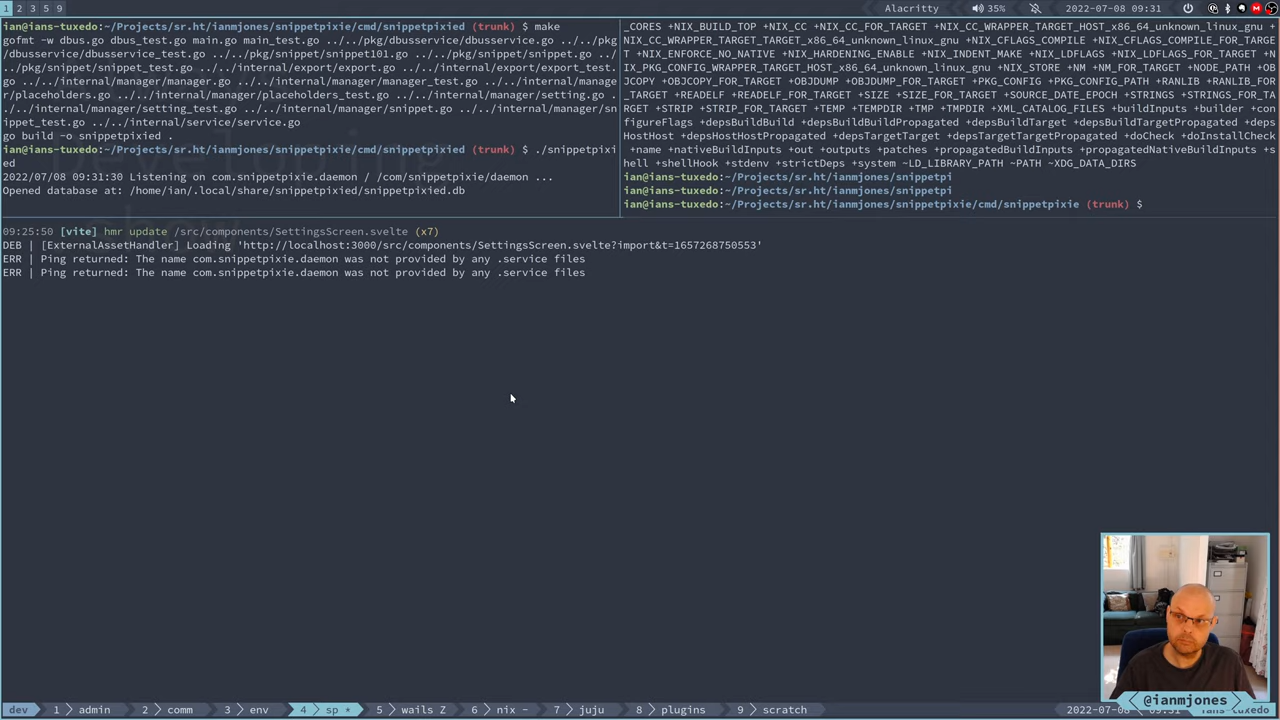 1 2 3 5 9
Alacritty 35% 2022-07-08 09:31
ian@ians-tuxedo:~/Projects/sr.ht/ianmjones/snippetpixie/cmd/snippetpixied (trunk) $ make
gofmt -w dbus.go dbus_test.go main.go main_test.go ../../pkg/dbusservice/dbusservice.go ../../pkg
/dbusservice/dbusservice_test.go ../../pkg/snippet/snippet101.go ../../pkg/snippet/snippet.go ..
/../pkg/snippet/snippet_test.go ../../internal/export/export.go ../../internal/export/export_test.
go ../../internal/manager/manager.go ../../internal/manager/manager_test.go ../../internal/manage
r/placeholders.go ../../internal/manager/placeholders_test.go ../../internal/manager/setting.go .
./../internal/manager/setting_test.go ../../internal/manager/snippet.go ../../internal/manager/sn
ippet_test.go ../../internal/service/service.go
go build -o snippetpixied .
ian@ians-tuxedo:~/Projects/sr.ht/ianmjones/snippetpixie/cmd/snippetpixied (trunk) $ ./snippetpixi
ed
2022/07/08 09:31:30 Listening on com.snippetpixie.daemon / /com/snippetpixie/daemon ...
Opened database at: /home/ian/.local/share/snippetpixied/snippetpixied.db
_CORES +NIX_BUILD_TOP +NIX_CC +NIX_CC_FOR_TARGET +NIX_CC_WRAPPER_TARGET_HOST_x86_64_unknown_linux_gnu +
NIX_CC_WRAPPER_TARGET_TARGET_x86_64_unknown_linux_gnu +NIX_CFLAGS_COMPILE +NIX_CFLAGS_COMPILE_FOR_TARGE
T +NIX_ENFORCE_NO_NATIVE +NIX_HARDENING_ENABLE +NIX_INDENT_MAKE +NIX_LDFLAGS +NIX_LDFLAGS_FOR_TARGET +N
IX_PKG_CONFIG_WRAPPER_TARGET_HOST_x86_64_unknown_linux_gnu +NIX_STORE +NM +NM_FOR_TARGET +NODE_PATH +OB
JCOPY +OBJCOPY_FOR_TARGET +OBJDUMP +OBJDUMP_FOR_TARGET +PKG_CONFIG +PKG_CONFIG_PATH +RANLIB +RANLIB_FOR
_TARGET +READELF +READELF_FOR_TARGET +SIZE +SIZE_FOR_TARGET +SOURCE_DATE_EPOCH +STRINGS +STRINGS_FOR_TA
RGET +STRIP +STRIP_FOR_TARGET +TEMP +TEMPDIR +TMP +TMPDIR +XML_CATALOG_FILES +buildInputs +builder +con
figureFlags +depsBuildBuild +depsBuildBuildPropagated +depsBuildTarget +depsBuildTargetPropagated +deps
HostHost +depsHostHostPropagated +depsTargetTarget +depsTargetTargetPropagated +doCheck +doInstallCheck
+name +nativeBuildInputs +out +outputs +patches +propagatedBuildInputs +propagatedNativeBuildInputs +s
hell +shellHook +stdenv +strictDeps +system ~LD_LIBRARY_PATH ~PATH ~XDG_DATA_DIRS
ian@ians-tuxedo:~/Projects/sr.ht/ianmjones/snippetpi
ian@ians-tuxedo:~/Projects/sr.ht/ianmjones/snippetpi
ian@ians-tuxedo:~/Projects/sr.ht/ianmjones/snippetpixie/cmd/snippetpixie (trunk) $
09:25:50 [vite] hmr update /src/components/SettingsScreen.svelte (x7)
DEB | [ExternalAssetHandler] Loading 'http://localhost:3000/src/components/SettingsScreen.svelte?import&t=1657268750553'
ERR | Ping returned: The name com.snippetpixie.daemon was not provided by any .service files
ERR | Ping returned: The name com.snippetpixie.daemon was not provided by any .service files
@ianmjones
dev 1 admin 2 comm 3 env 4 sp * 5 wails Z 6 nix - 7 juju 8 plugins 9 scratch 2022-07-08